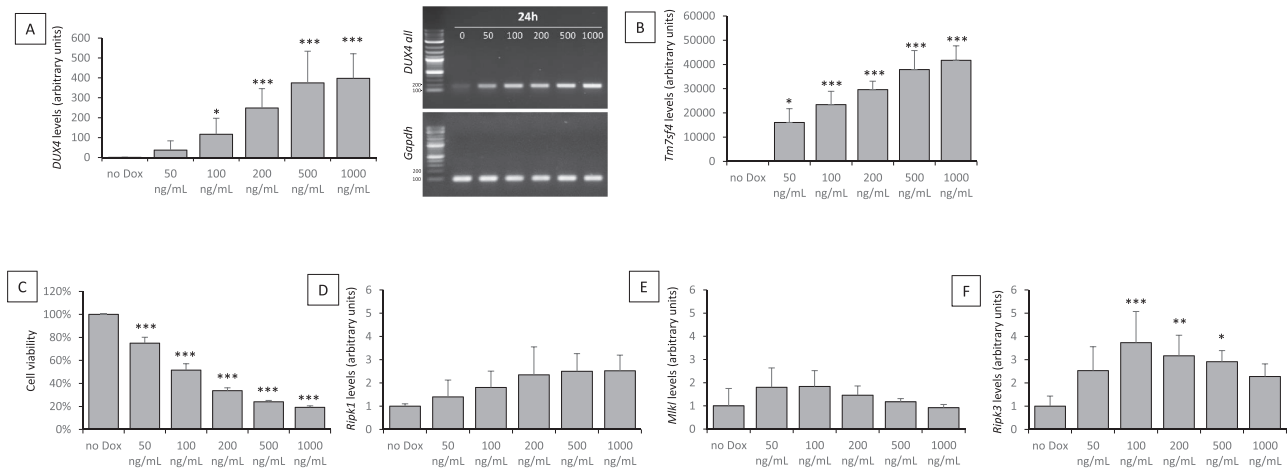 A
DUX4 levels (arbitrary units)
600
500
400
300
200
100
0
* *** *** ***
no Dox 50 100 200 500 1000
ng/mL ng/mL ng/mL ng/mL ng/mL
24h
0 50 100 200 500 1000
DUX4 all
200
100
Gapdh
200
100
B
Tm7sf4 levels (arbitrary units)
60000
50000
40000
30000
20000
10000
0
* *** *** *** ***
no Dox 50 100 200 500 1000
ng/mL ng/mL ng/mL ng/mL ng/mL
C
Cell viability
120%
100%
80%
60%
40%
20%
0%
*** *** *** *** ***
no Dox 50 100 200 500 1000
ng/mL ng/mL ng/mL ng/mL ng/mL
D
Ripk1 levels (arbitrary units)
6
5
4
3
2
1
0
no Dox 50 100 200 500 1000
ng/mL ng/mL ng/mL ng/mL ng/mL
E
Mlkl levels (arbitrary units)
6
5
4
3
2
1
0
no Dox 50 100 200 500 1000
ng/mL ng/mL ng/mL ng/mL ng/mL
F
Ripk3 levels (arbitrary units)
6
5
4
3
2
1
0
*** ** *
no Dox 50 100 200 500 1000
ng/mL ng/mL ng/mL ng/mL ng/mL